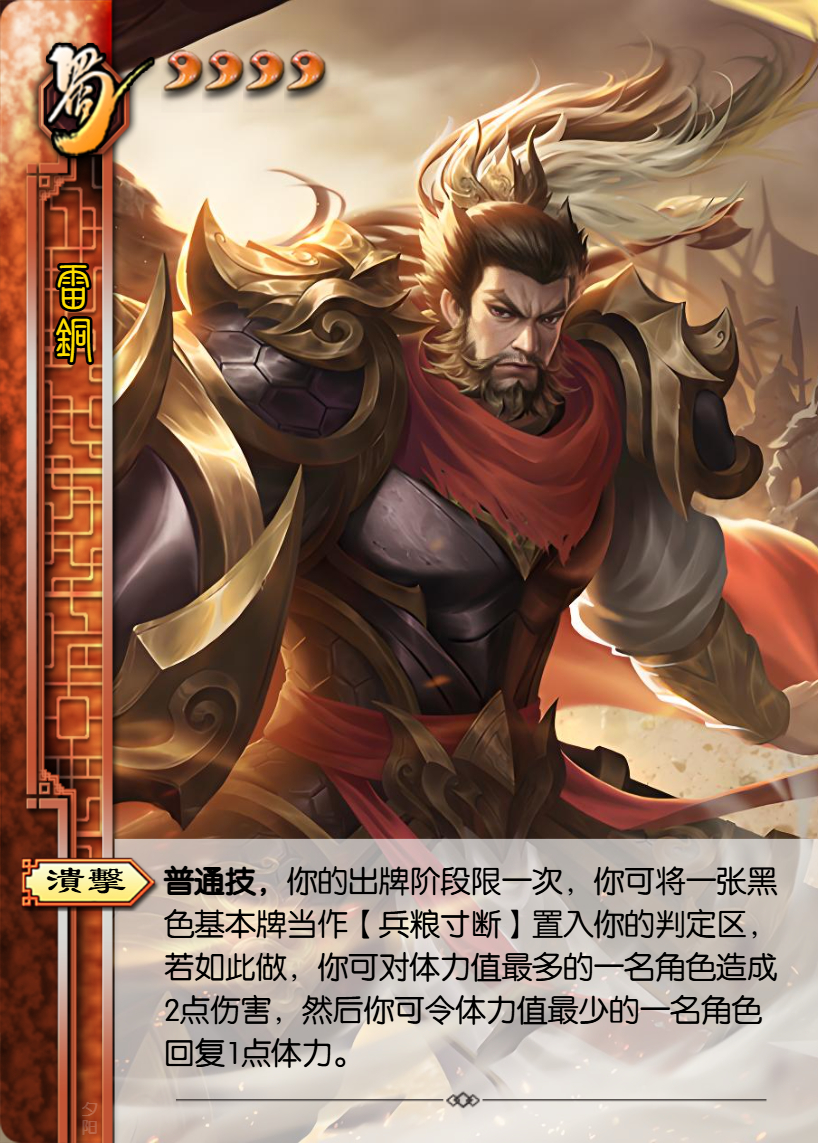 蜀
雷銅
潰擊
普通技，你的出牌阶段限一次，你可将一张黑
色基本牌当作【兵粮寸断】置入你的判定区，
若如此做，你可对体力值最多的一名角色造成
2点伤害，然后你可令体力值最少的一名角色
回复1点体力。
夕阳